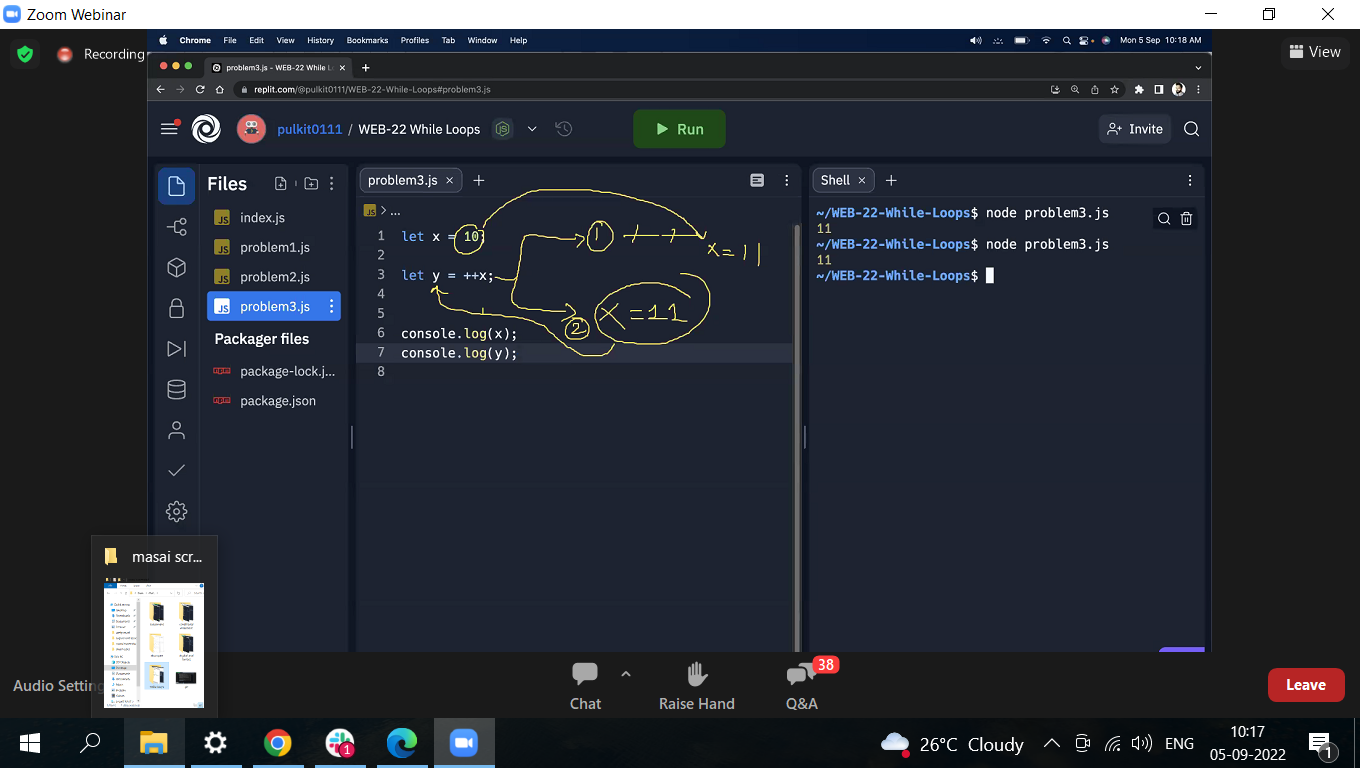 Zoom Webinar
Recording
View
Chrome File Edit View History Bookmarks Profiles Tab Window Help
Mon 5 Sep 10:18 AM
problem3.js - WEB-22 While L
replit.com/@pulkit0111/WEB-22-While-Loops#problem3.js
pulkit0111 / WEB-22 While Loops
Run
Invite
Files
index.js
problem1.js
problem2.js
problem3.js
Packager files
package-lock.j...
package.json
problem3.js
JS > ...
1 let x = 10;
2
3 let y = ++x;
4
5
6 console.log(x);
7 console.log(y);
8
1
x = 11
2
x = 11
Shell
~/WEB-22-While-Loops$ node problem3.js
11
~/WEB-22-While-Loops$ node problem3.js
11
~/WEB-22-While-Loops$
masai scr...
Audio Settin
Chat
Raise Hand
38
Q&A
Leave
1
26°C Cloudy
ENG
10:17
05-09-2022
1